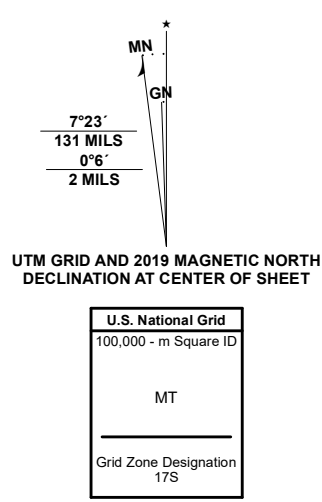 MN
GN
7°23´
131 MILS
0°6´
2 MILS
UTM GRID AND 2019 MAGNETIC NORTH
DECLINATION AT CENTER OF SHEET
U.S. National Grid
100,000 - m Square ID
MT
Grid Zone Designation
17S